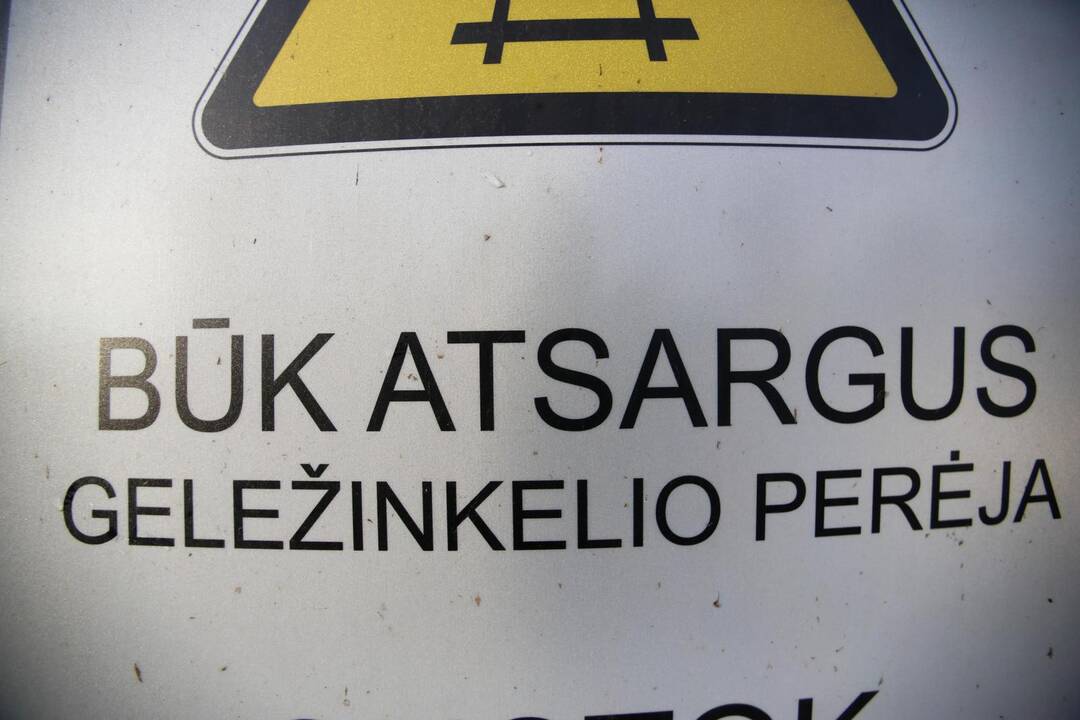 BŪK ATSARGUS
GELEŽINKELIO PERĖJA